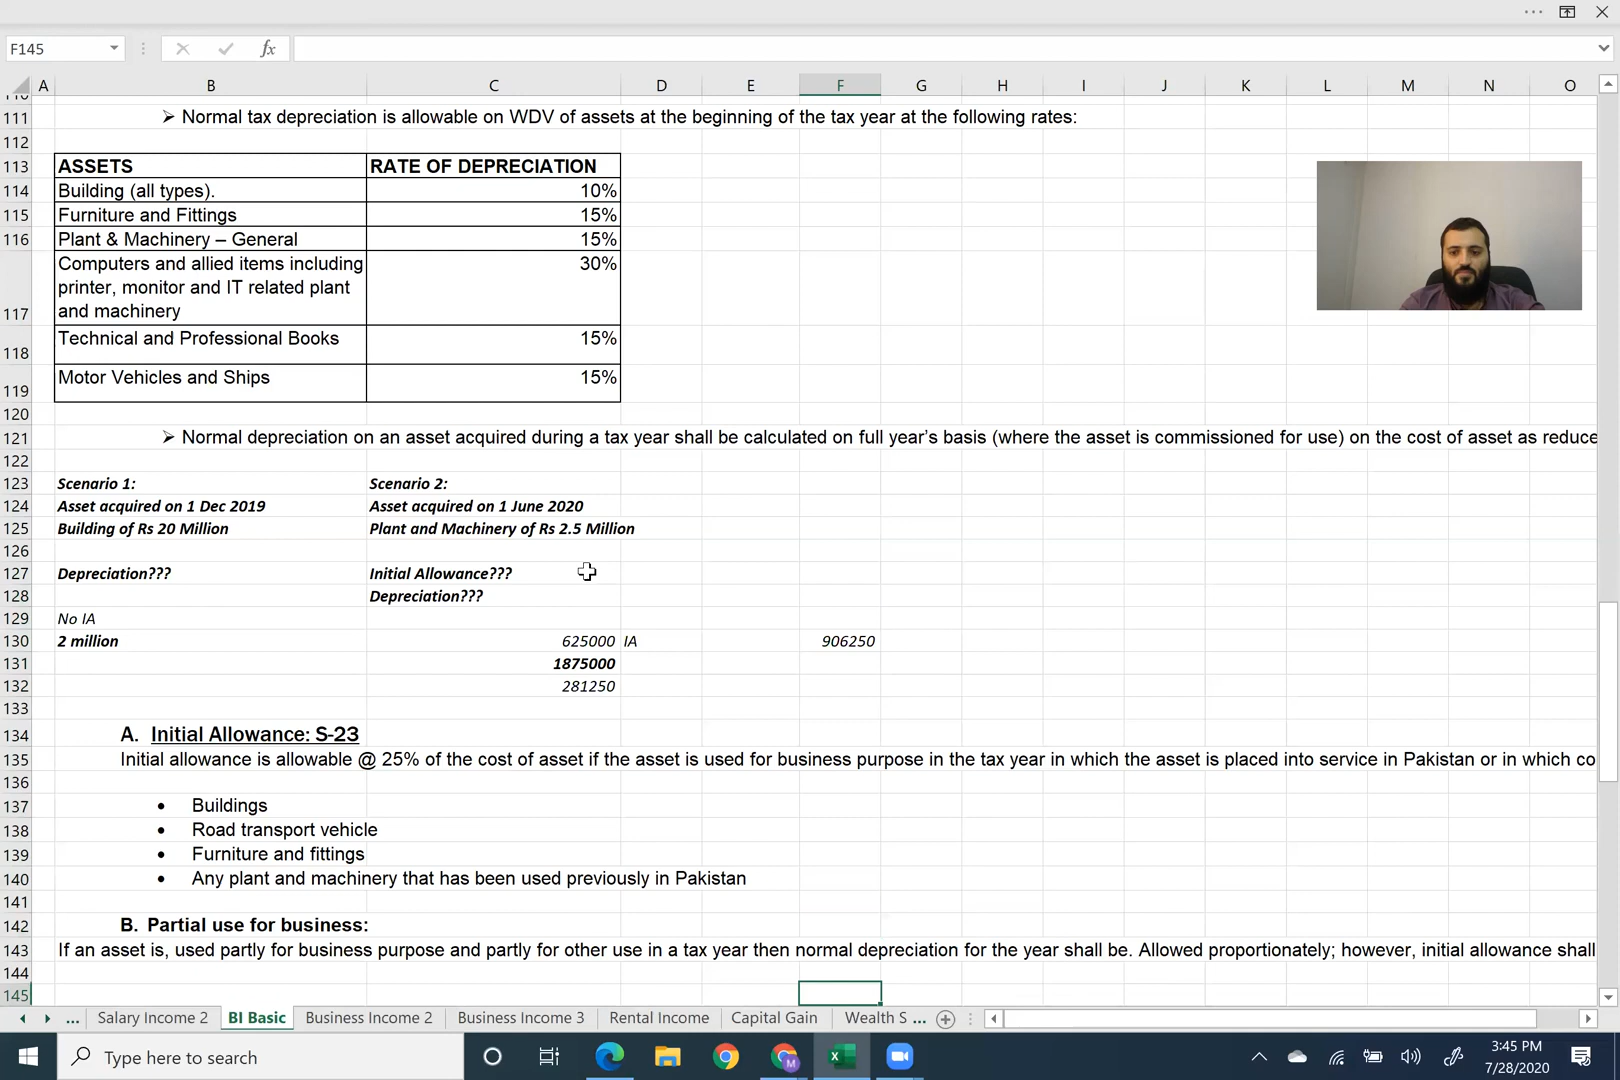 F145
fx
A B C D E F G H I J K L M N O
111 ➢ Normal tax depreciation is allowable on WDV of assets at the beginning of the tax year at the following rates:
112
113 ASSETS RATE OF DEPRECIATION
114 Building (all types). 10%
115 Furniture and Fittings 15%
116 Plant & Machinery – General 15%
Computers and allied items including 30%
printer, monitor and IT related plant
117 and machinery
Technical and Professional Books 15%
118
Motor Vehicles and Ships 15%
119
120
121 ➢ Normal depreciation on an asset acquired during a tax year shall be calculated on full year's basis (where the asset is commissioned for use) on the cost of asset as reduce
122
123 Scenario 1: Scenario 2:
124 Asset acquired on 1 Dec 2019 Asset acquired on 1 June 2020
125 Building of Rs 20 Million Plant and Machinery of Rs 2.5 Million
126
127 Depreciation??? Initial Allowance???
128 Depreciation???
129 No IA
130 2 million 625000 IA 906250
131 1875000
132 281250
133
134 A. Initial Allowance: S-23
135 Initial allowance is allowable @ 25% of the cost of asset if the asset is used for business purpose in the tax year in which the asset is placed into service in Pakistan or in which co
136
137 • Buildings
138 • Road transport vehicle
139 • Furniture and fittings
140 • Any plant and machinery that has been used previously in Pakistan
141
142 B. Partial use for business:
143 If an asset is, used partly for business purpose and partly for other use in a tax year then normal depreciation for the year shall be. Allowed proportionately; however, initial allowance shall
144
145
... Salary Income 2 BI Basic Business Income 2 Business Income 3 Rental Income Capital Gain Wealth S ...
Type here to search
3:45 PM
7/28/2020